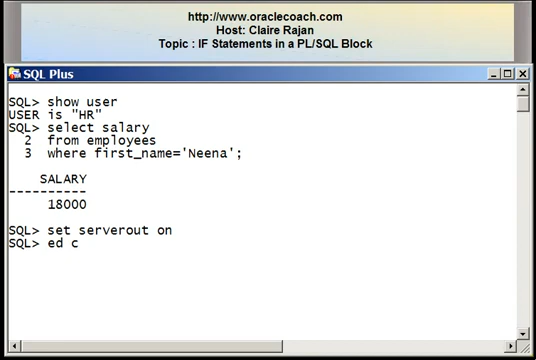 http://www.oraclecoach.com
Host: Claire Rajan
Topic : IF Statements in a PL/SQL Block
SQL Plus
SQL> show user
USER is "HR"
SQL> select salary
2 from employees
3 where first_name='Neena';
SALARY
----------
18000
SQL> set serverout on
SQL> ed c